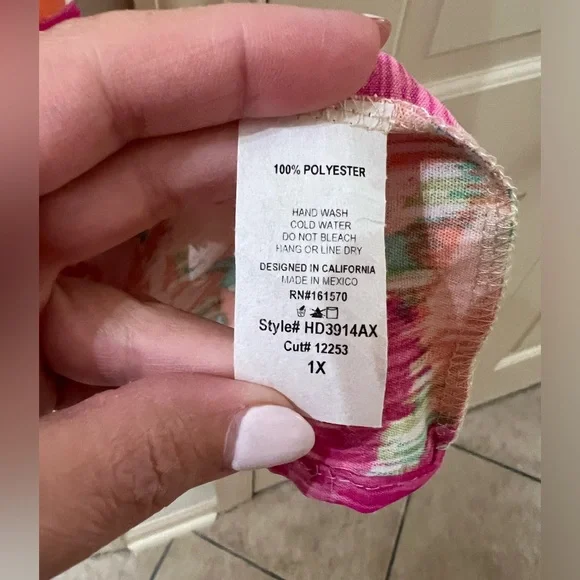 100% POLYESTER
HAND WASH
COLD WATER
DO NOT BLEACH
HANG OR LINE DRY
DESIGNED IN CALIFORNIA
MADE IN MEXICO
RN#161570
Style# HD3914AX
Cut# 12253
1X